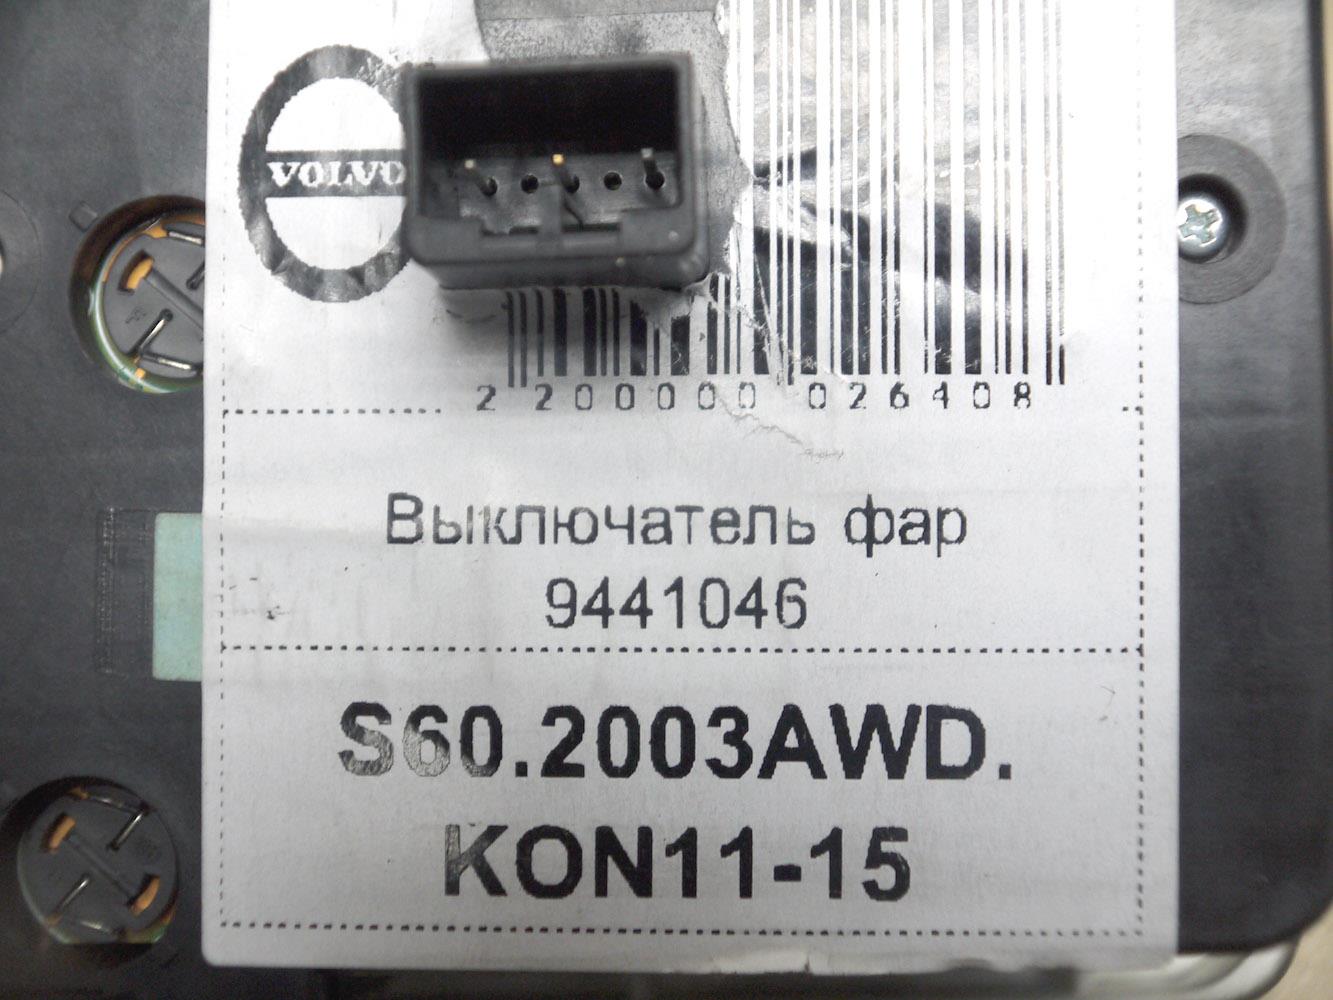 VOLVO
2 200000 026408
Выключатель фар
9441046
S60.2003AWD.
KON11-15